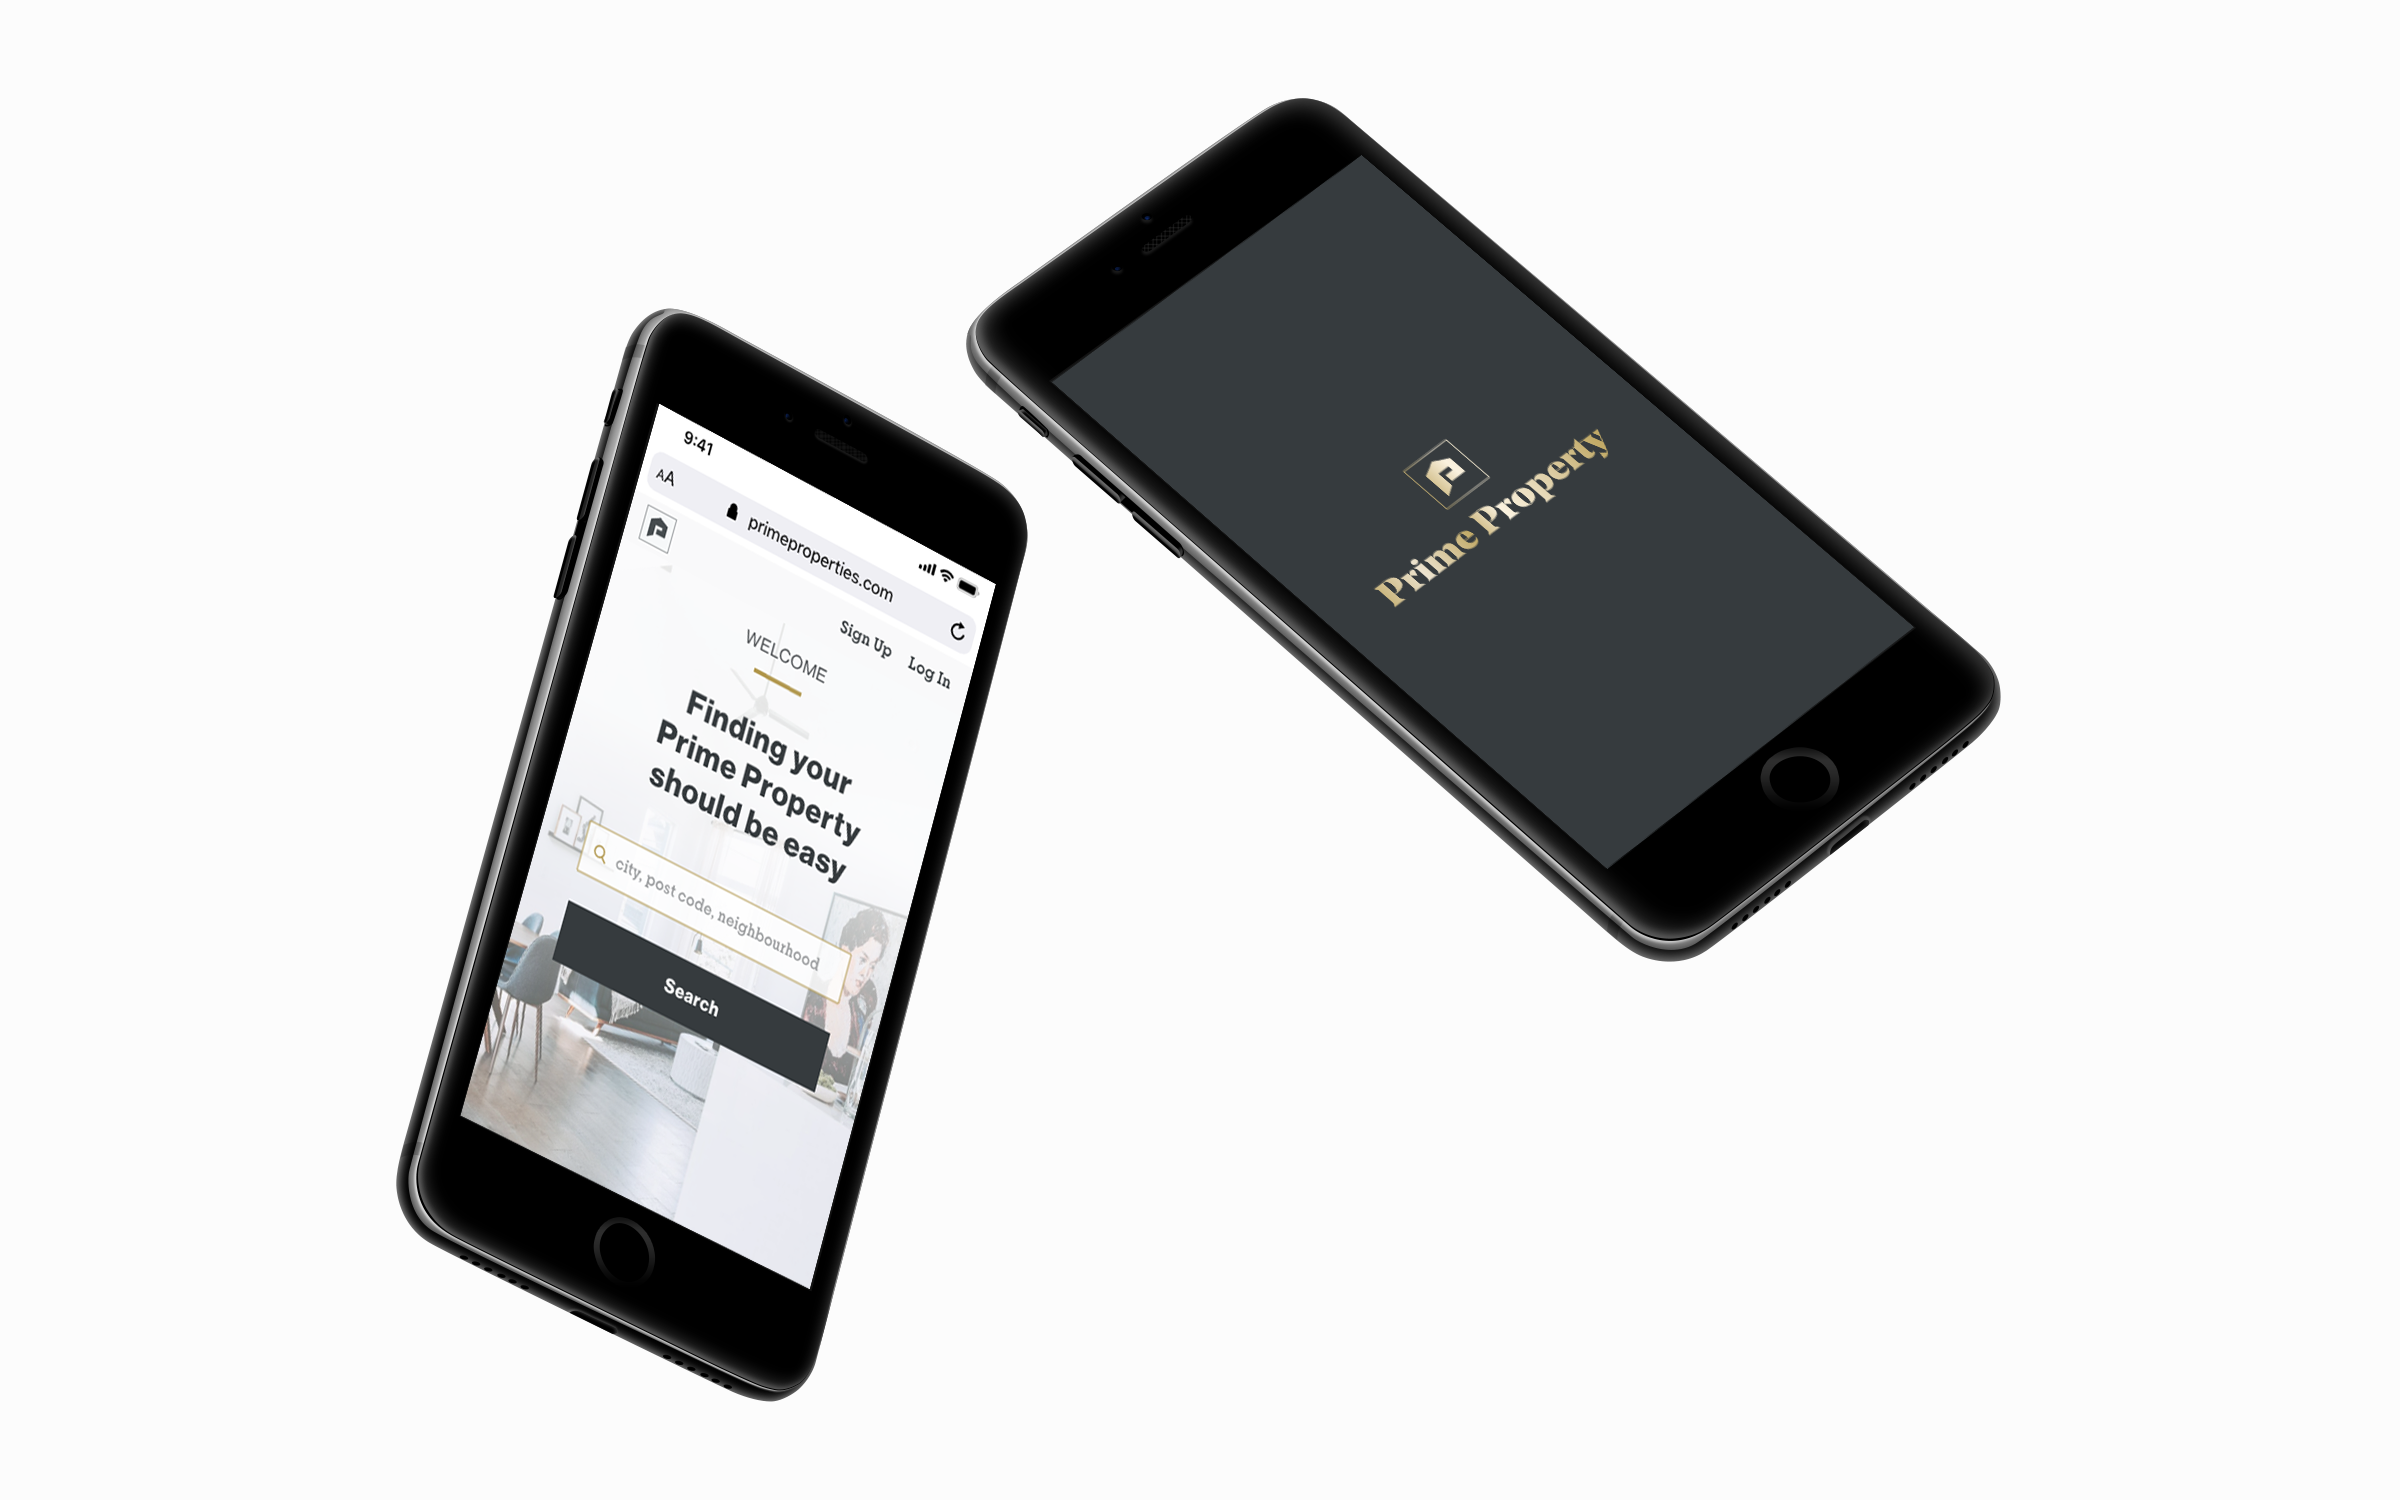 9:41
AA
primeproperties.com
Sign Up
Log In
WELCOME
Finding your
Prime Property
should be easy
city, post code, neighbourhood
Search
Prime Property